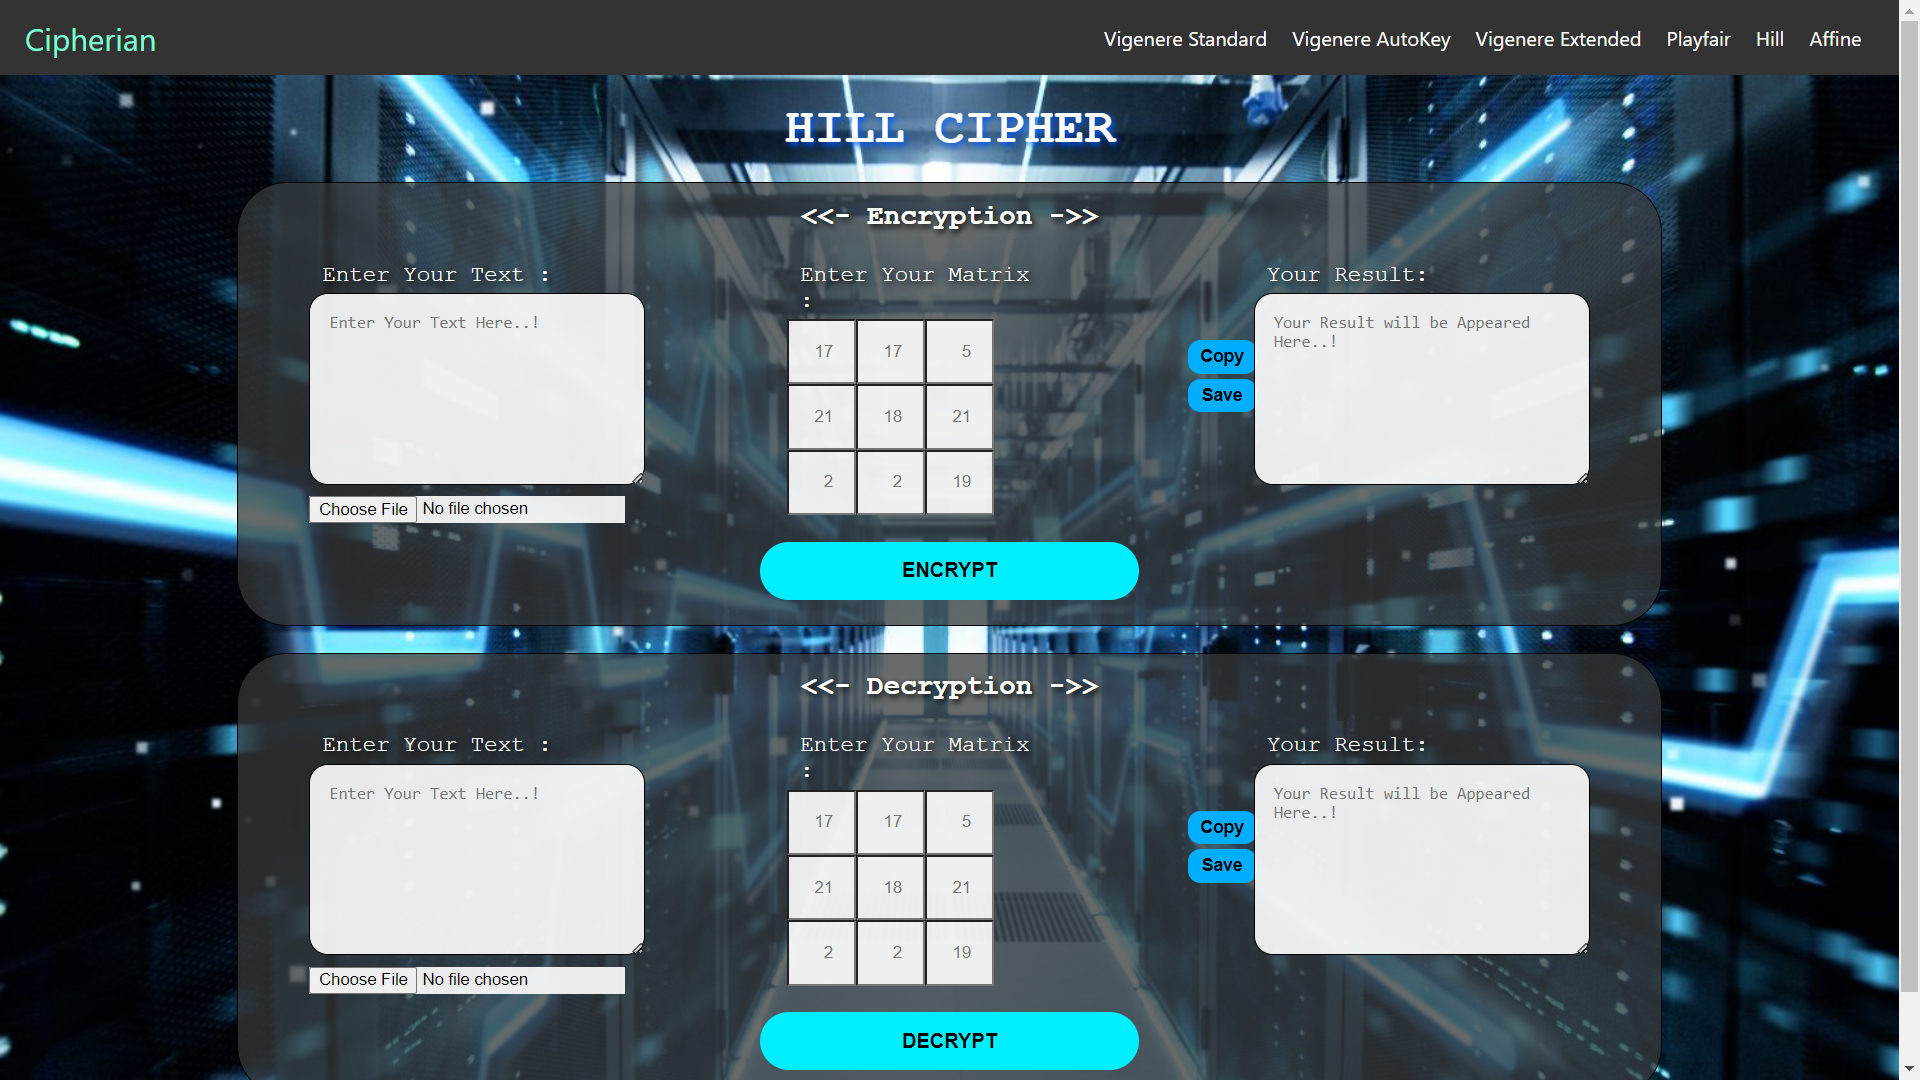 Cipherian
Vigenere Standard Vigenere AutoKey Vigenere Extended Playfair Hill Affine
HILL CIPHER
<<- Encryption ->>
Enter Your Text :
Enter Your Text Here..!
Choose File No file chosen
Enter Your Matrix
:
17 17 5
21 18 21
2 2 19
Your Result:
Copy
Save
Your Result will be Appeared
Here..!
ENCRYPT
<<- Decryption ->>
Enter Your Text :
Enter Your Text Here..!
Choose File No file chosen
Enter Your Matrix
:
17 17 5
21 18 21
2 2 19
Your Result:
Copy
Save
Your Result will be Appeared
Here..!
DECRYPT